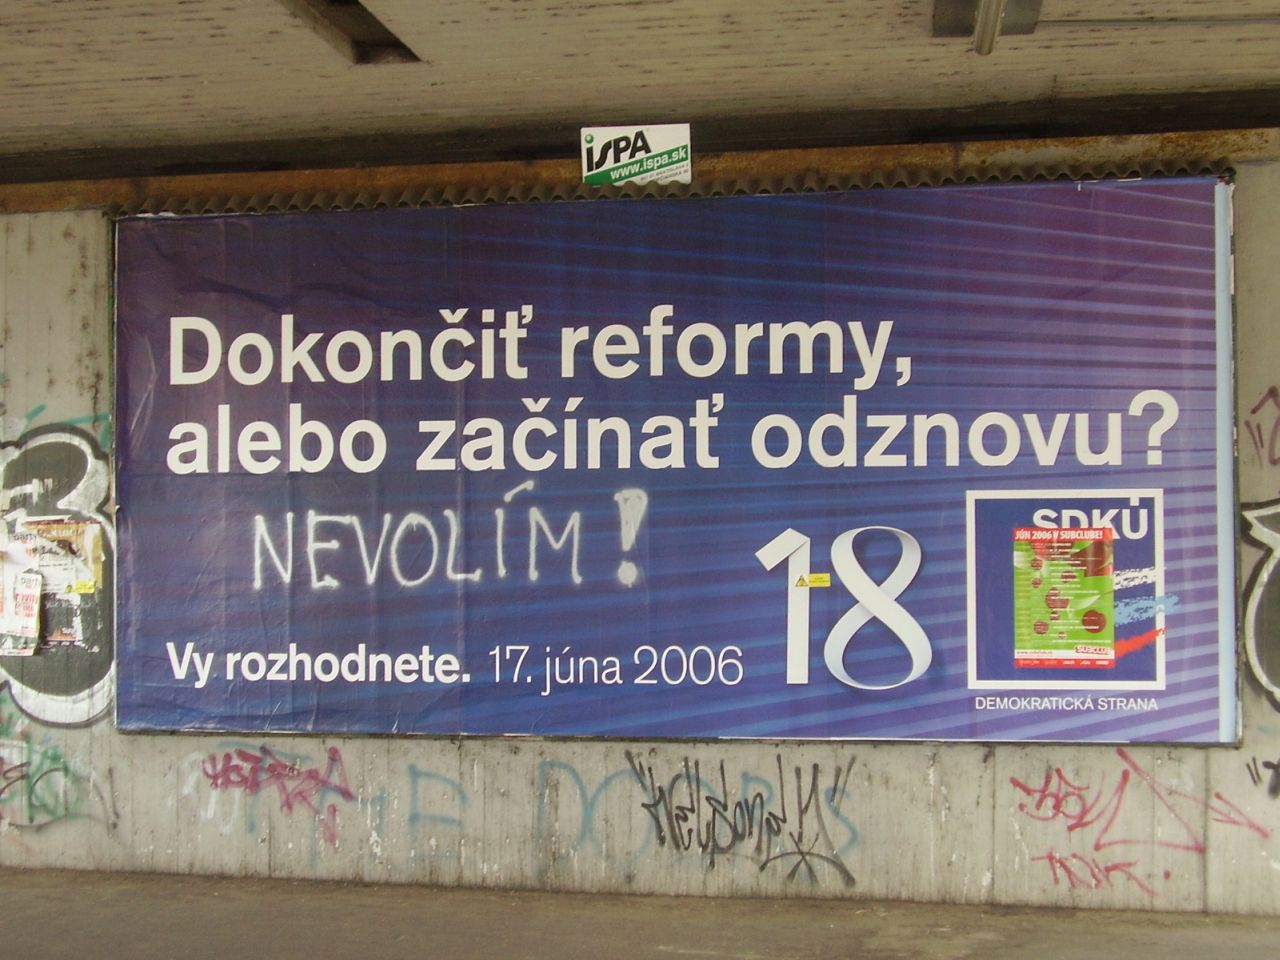 iSPA
www.ispa.sk
Dokončiť reformy,
alebo začínať odznovu?
NEVOLÍM!
Vy rozhodnete. 17. júna 2006
18
SDKÚ
JÚN 2006 V SUBCLUBE!
SUBCLUB
DEMOKRATICKÁ STRANA